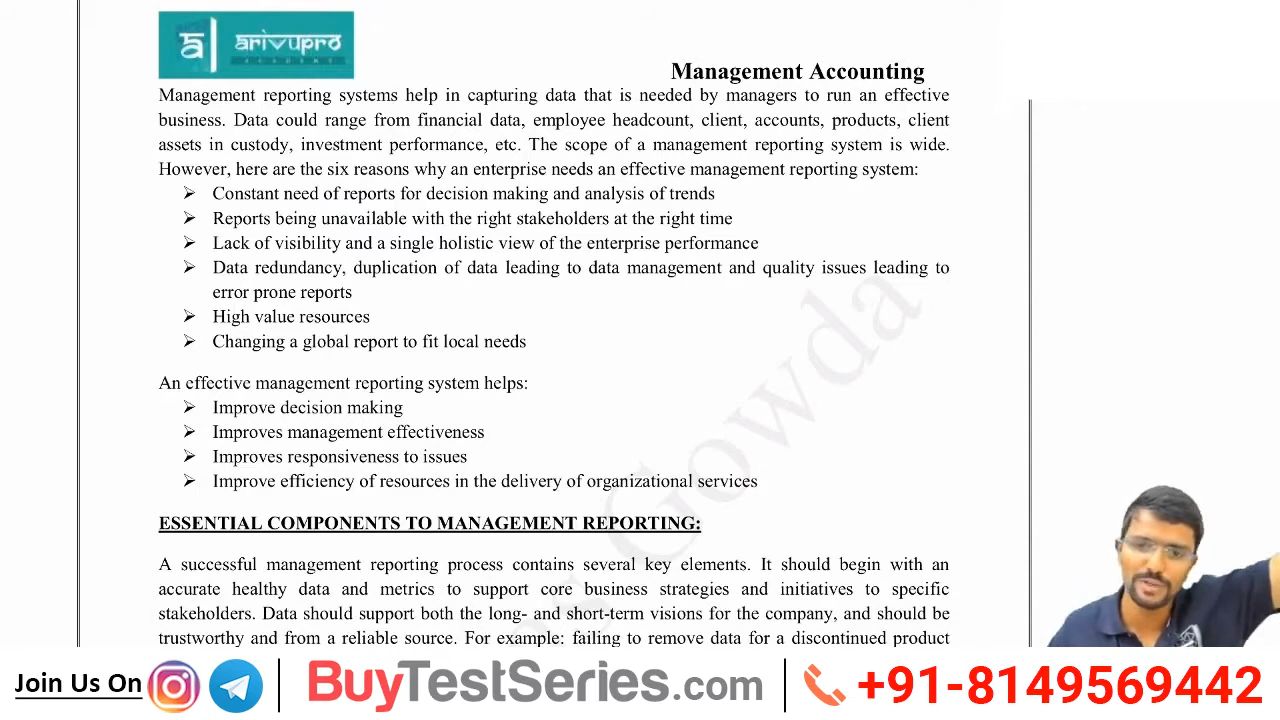 arivupro
ACADEMY
Management Accounting
Management reporting systems help in capturing data that is needed by managers to run an effective
business. Data could range from financial data, employee headcount, client, accounts, products, client
assets in custody, investment performance, etc. The scope of a management reporting system is wide.
However, here are the six reasons why an enterprise needs an effective management reporting system:
➢ Constant need of reports for decision making and analysis of trends
➢ Reports being unavailable with the right stakeholders at the right time
➢ Lack of visibility and a single holistic view of the enterprise performance
➢ Data redundancy, duplication of data leading to data management and quality issues leading to
error prone reports
➢ High value resources
➢ Changing a global report to fit local needs
An effective management reporting system helps:
➢ Improve decision making
➢ Improves management effectiveness
➢ Improves responsiveness to issues
➢ Improve efficiency of resources in the delivery of organizational services
ESSENTIAL COMPONENTS TO MANAGEMENT REPORTING:
A successful management reporting process contains several key elements. It should begin with an
accurate healthy data and metrics to support core business strategies and initiatives to specific
stakeholders. Data should support both the long- and short-term visions for the company, and should be
trustworthy and from a reliable source. For example: failing to remove data for a discontinued product
Gowda
Join Us On
BuyTestSeries.com
+91-8149569442